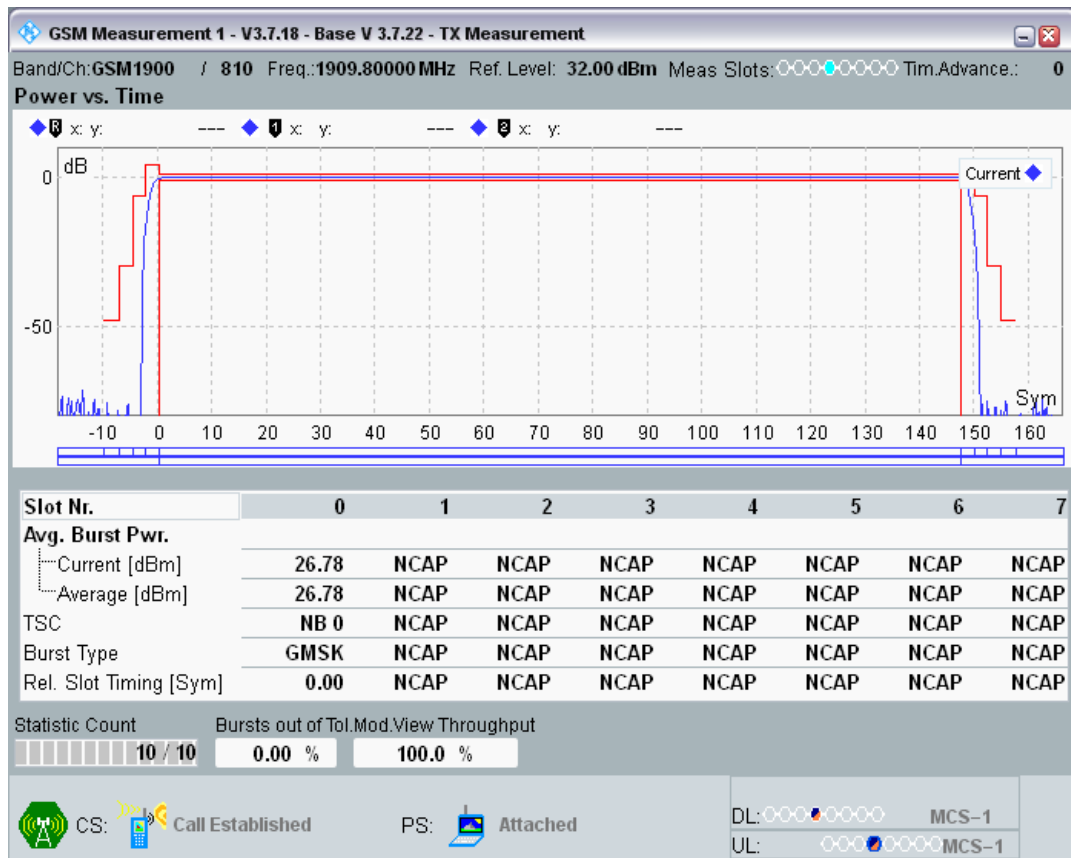 GSM Measurement 1 - V3.7.18 - Base V 3.7.22 - TX Measurement
Band/Ch:GSM1900 / 810 Freq.:1909.80000 MHz Ref. Level: 32.00 dBm Meas Slots: Tim.Advance.: 0
Power vs. Time
R x: y: --- 1 x: y: --- 2 x: y: ---
dB
0
Current
-50
Sym
-10 0 10 20 30 40 50 60 70 80 90 100 110 120 130 140 150 160
Slot Nr. 0 1 2 3 4 5 6 7
Avg. Burst Pwr.
Current [dBm] 26.78 NCAP NCAP NCAP NCAP NCAP NCAP NCAP
Average [dBm] 26.78 NCAP NCAP NCAP NCAP NCAP NCAP NCAP
TSC NB 0 NCAP NCAP NCAP NCAP NCAP NCAP NCAP
Burst Type GMSK NCAP NCAP NCAP NCAP NCAP NCAP NCAP
Rel. Slot Timing [Sym] 0.00 NCAP NCAP NCAP NCAP NCAP NCAP NCAP
Statistic Count Bursts out of Tol. Mod.View Throughput
10 / 10 0.00 % 100.0 %
CS: Call Established PS: Attached
DL: MCS-1
UL: MCS-1